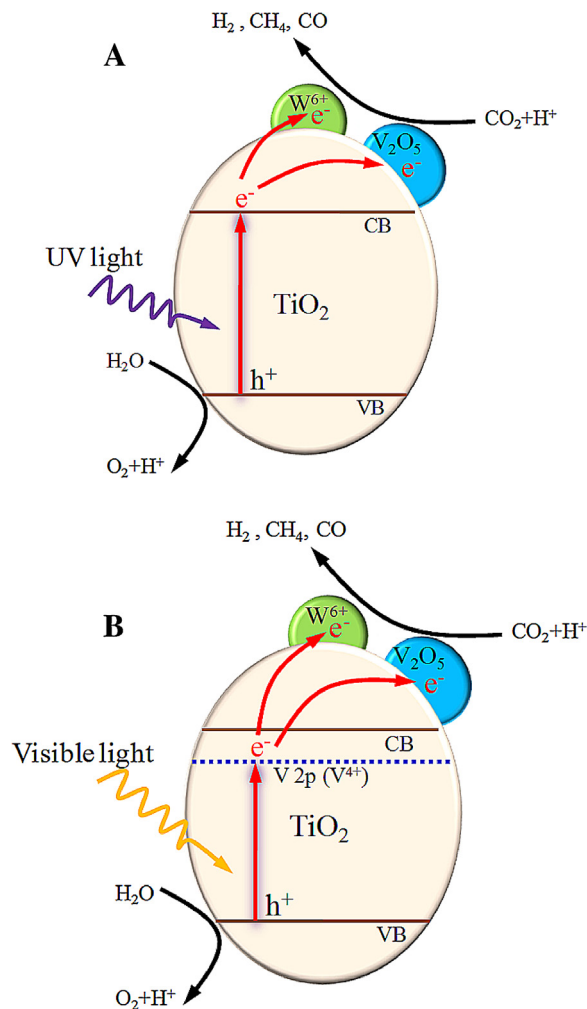 H₂ , CH₄, CO
A
W⁶⁺
e⁻
CO₂+H⁺
V₂O₅
e⁻
e⁻
CB
UV light
TiO₂
H₂O
h⁺
VB
O₂+H⁺
H₂ , CH₄, CO
B
W⁶⁺
e⁻
CO₂+H⁺
V₂O₅
e⁻
e⁻
CB
Visible light
V 2p (V⁴⁺)
TiO₂
H₂O
h⁺
VB
O₂+H⁺